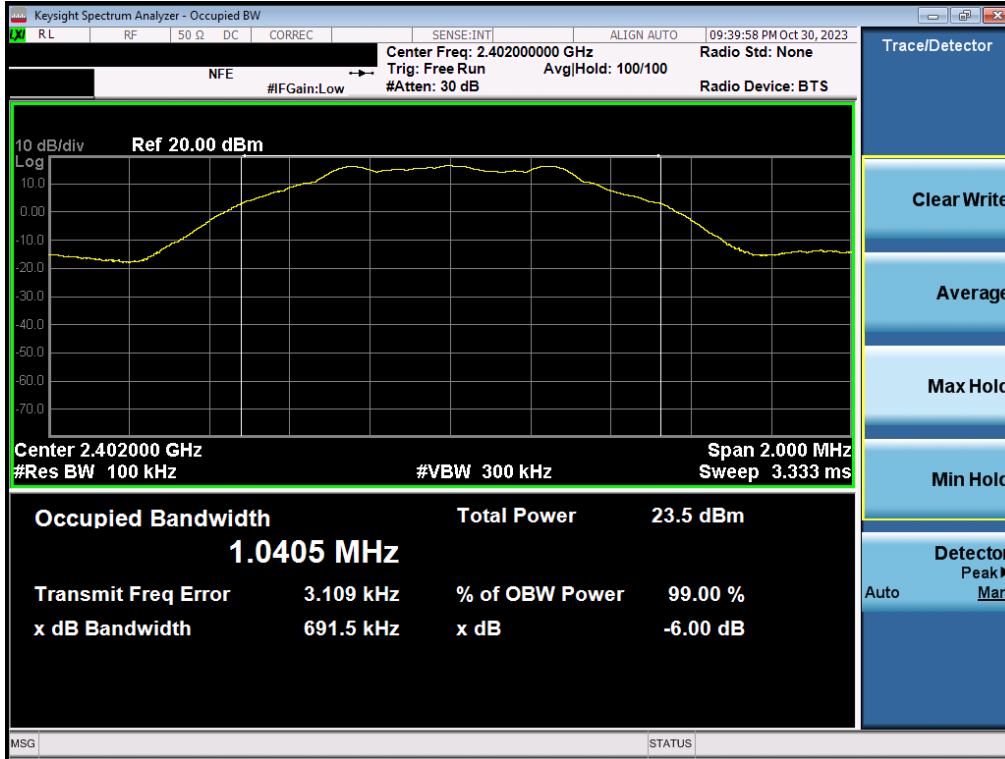 Keysight Spectrum Analyzer - Occupied BW
LXI RL RF 50 Ω DC CORREC SENSE:INT ALIGN AUTO 09:39:58 PM Oct 30, 2023
Center Freq: 2.402000000 GHz Radio Std: None
NFE Trig: Free Run Avg|Hold: 100/100
#IFGain:Low #Atten: 30 dB Radio Device: BTS
Trace/Detector
10 dB/div Ref 20.00 dBm
Log
10.0
0.00
-10.0
-20.0
-30.0
-40.0
-50.0
-60.0
-70.0
Center 2.402000 GHz Span 2.000 MHz
#Res BW 100 kHz #VBW 300 kHz Sweep 3.333 ms
Occupied Bandwidth Total Power 23.5 dBm
1.0405 MHz
Transmit Freq Error 3.109 kHz % of OBW Power 99.00 %
x dB Bandwidth 691.5 kHz x dB -6.00 dB
Clear Write
Average
Max Hold
Min Hold
Detector
Peak
Auto Man
MSG STATUS